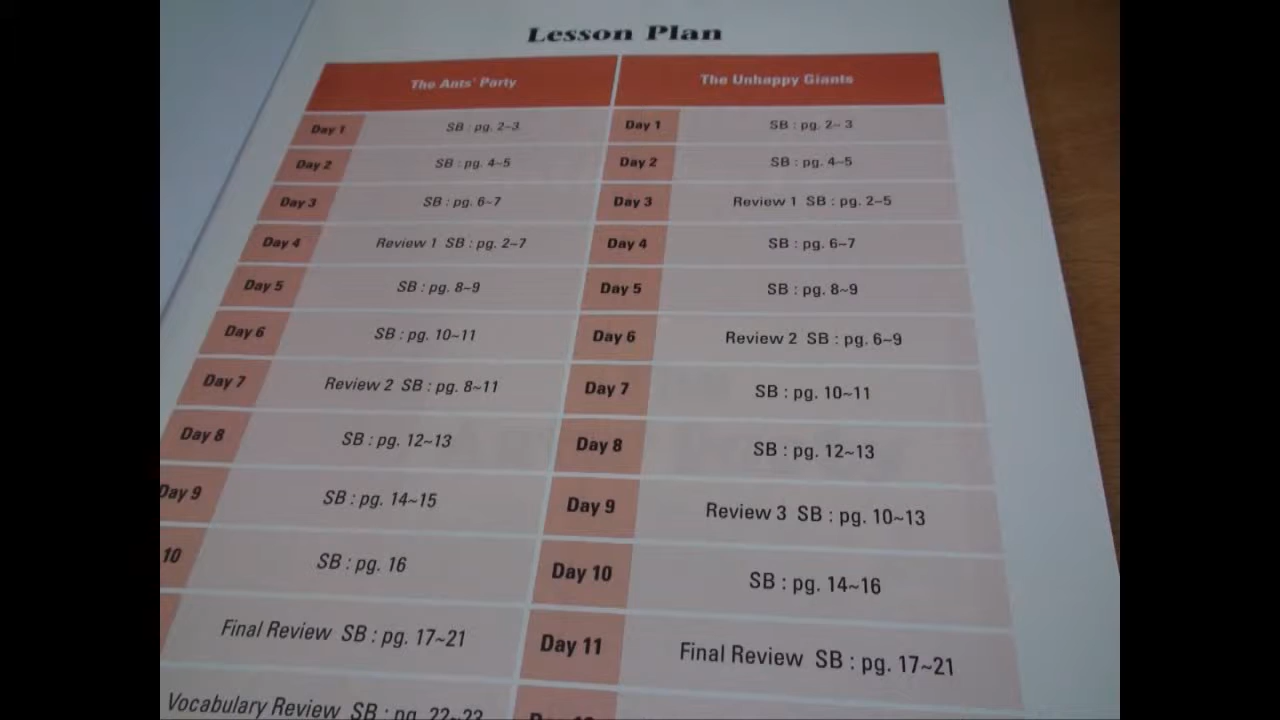 Lesson Plan
The Ants' Party The Unhappy Giants
Day 1 SB : pg. 2~3 Day 1 SB : pg. 2~ 3
Day 2 SB : pg. 4~5 Day 2 SB : pg. 4~5
Day 3 SB : pg. 6~7 Day 3 Review 1 SB : pg. 2~5
Day 4 Review 1 SB : pg. 2~7 Day 4 SB : pg. 6~7
Day 5 SB : pg. 8~9 Day 5 SB : pg. 8~9
Day 6 SB : pg. 10~11 Day 6 Review 2 SB : pg. 6~9
Day 7 Review 2 SB : pg. 8~11 Day 7 SB : pg. 10~11
Day 8 SB : pg. 12~13 Day 8 SB : pg. 12~13
Day 9 SB : pg. 14~15 Day 9 Review 3 SB : pg. 10~13
10 SB : pg. 16 Day 10 SB : pg. 14~16
Final Review SB : pg. 17~21 Day 11 Final Review SB : pg. 17~21
Vocabulary Review SB : pg. 22~23